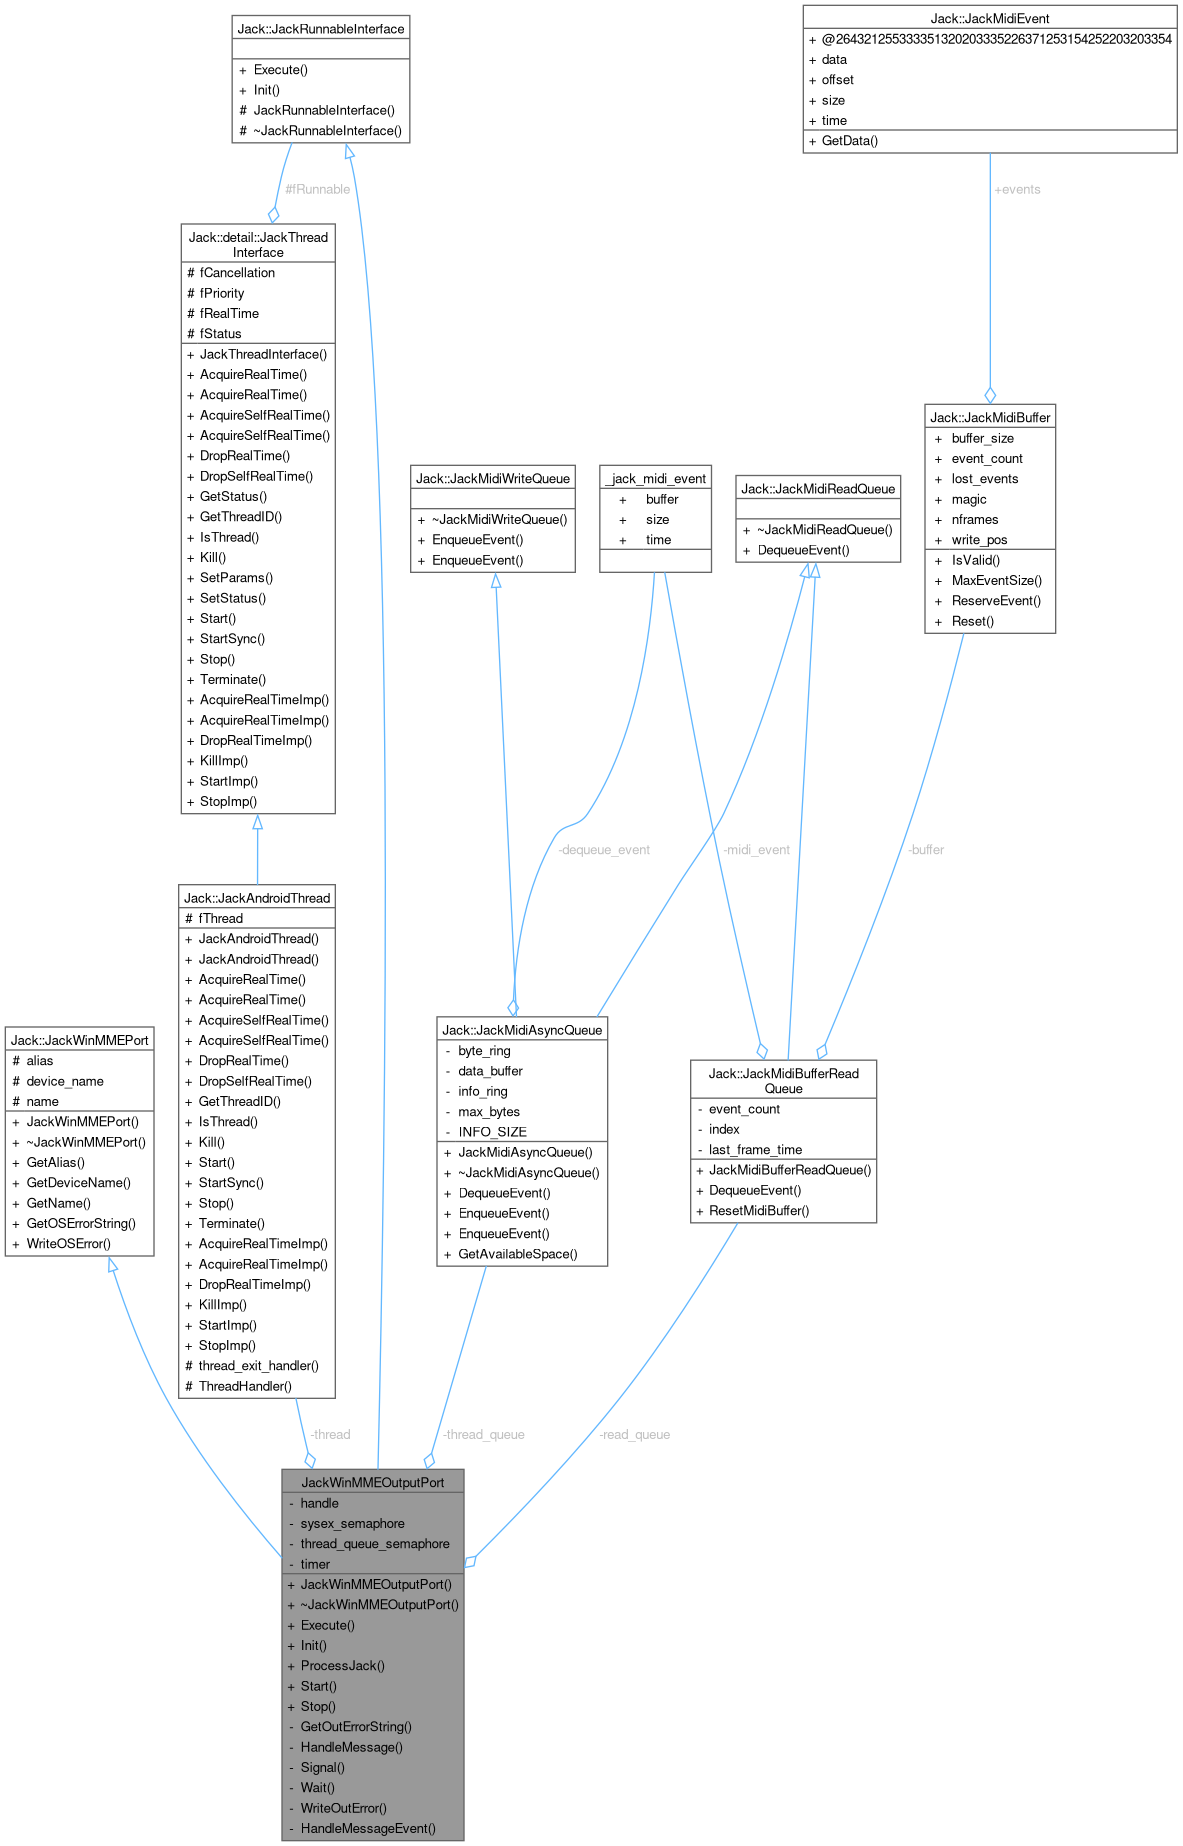 Jack::JackRunnableInterface
+ Execute()
+ Init()
# JackRunnableInterface()
# ~JackRunnableInterface()
Jack::JackMidiEvent
+ @264321255333351320203335226371253154252203203354
+ data
+ offset
+ size
+ time
+ GetData()
#fRunnable
+events
Jack::detail::JackThread
Interface
# fCancellation
# fPriority
# fRealTime
# fStatus
+ JackThreadInterface()
+ AcquireRealTime()
+ AcquireRealTime()
+ AcquireSelfRealTime()
+ AcquireSelfRealTime()
+ DropRealTime()
+ DropSelfRealTime()
+ GetStatus()
+ GetThreadID()
+ IsThread()
+ Kill()
+ SetParams()
+ SetStatus()
+ Start()
+ StartSync()
+ Stop()
+ Terminate()
+ AcquireRealTimeImp()
+ AcquireRealTimeImp()
+ DropRealTimeImp()
+ KillImp()
+ StartImp()
+ StopImp()
Jack::JackMidiWriteQueue
+ ~JackMidiWriteQueue()
+ EnqueueEvent()
+ EnqueueEvent()
_jack_midi_event
+ buffer
+ size
+ time
Jack::JackMidiReadQueue
+ ~JackMidiReadQueue()
+ DequeueEvent()
Jack::JackMidiBuffer
+ buffer_size
+ event_count
+ lost_events
+ magic
+ nframes
+ write_pos
+ IsValid()
+ MaxEventSize()
+ ReserveEvent()
+ Reset()
-dequeue_event
-midi_event
-buffer
Jack::JackAndroidThread
# fThread
+ JackAndroidThread()
+ JackAndroidThread()
+ AcquireRealTime()
+ AcquireRealTime()
+ AcquireSelfRealTime()
+ AcquireSelfRealTime()
+ DropRealTime()
+ DropSelfRealTime()
+ GetThreadID()
+ IsThread()
+ Kill()
+ Start()
+ StartSync()
+ Stop()
+ Terminate()
+ AcquireRealTimeImp()
+ AcquireRealTimeImp()
+ DropRealTimeImp()
+ KillImp()
+ StartImp()
+ StopImp()
# thread_exit_handler()
# ThreadHandler()
Jack::JackWinMMEPort
# alias
# device_name
# name
+ JackWinMMEPort()
+ ~JackWinMMEPort()
+ GetAlias()
+ GetDeviceName()
+ GetName()
+ GetOSErrorString()
+ WriteOSError()
Jack::JackMidiAsyncQueue
- byte_ring
- data_buffer
- info_ring
- max_bytes
- INFO_SIZE
+ JackMidiAsyncQueue()
+ ~JackMidiAsyncQueue()
+ DequeueEvent()
+ EnqueueEvent()
+ EnqueueEvent()
+ GetAvailableSpace()
Jack::JackMidiBufferRead
Queue
- event_count
- index
- last_frame_time
+ JackMidiBufferReadQueue()
+ DequeueEvent()
+ ResetMidiBuffer()
-thread
-thread_queue
-read_queue
JackWinMMEOutputPort
- handle
- sysex_semaphore
- thread_queue_semaphore
- timer
+ JackWinMMEOutputPort()
+ ~JackWinMMEOutputPort()
+ Execute()
+ Init()
+ ProcessJack()
+ Start()
+ Stop()
- GetOutErrorString()
- HandleMessage()
- Signal()
- Wait()
- WriteOutError()
- HandleMessageEvent()